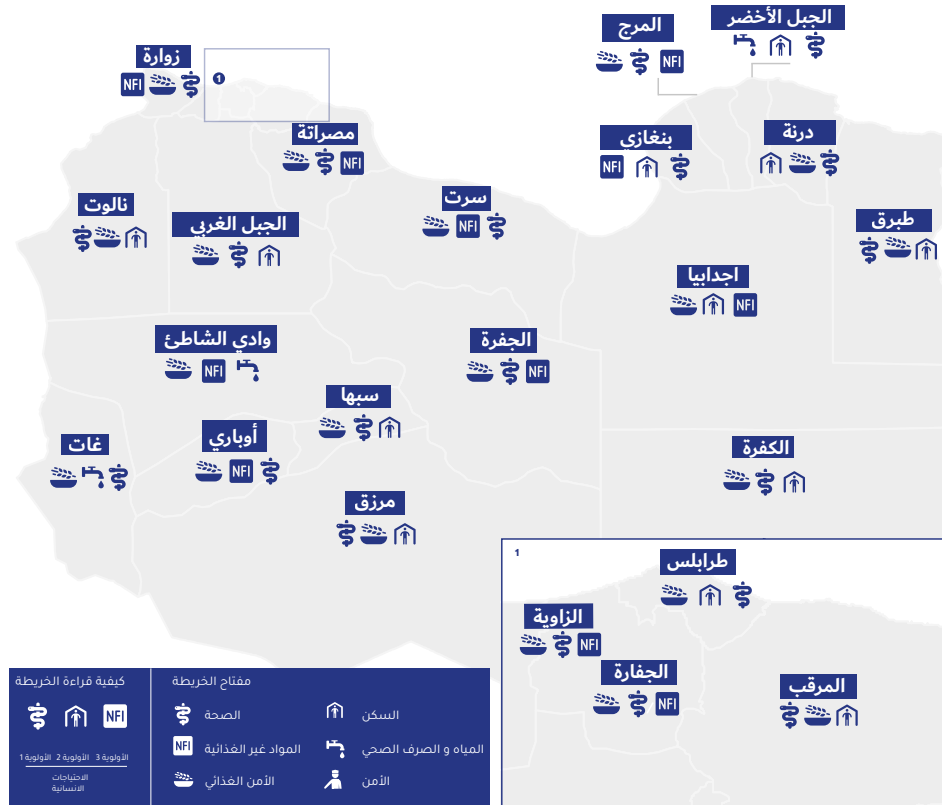 الجبل الأخضر
المرج
زوارة
NFI
1
NFI
مصراتة
NFI
بنغازي
NFI
درنة
نالوت
الجبل الغربي
سرت
NFI
طبرق
اجدابيا
NFI
وادي الشاطئ
NFI
الجفرة
NFI
سبها
غات
أوباري
NFI
الكفرة
مرزق
1
طرابلس
الزاوية
NFI
الجفارة
NFI
المرقب
كيفية قراءة الخريطة
NFI
الأولوية 1 الأولوية 2 الأولوية 3
الاحتياجات
الانسانية
مفتاح الخريطة
الصحة
السكن
NFI
المواد غير الغذائية
المياه و الصرف الصحي
الأمن الغذائي
الأمن